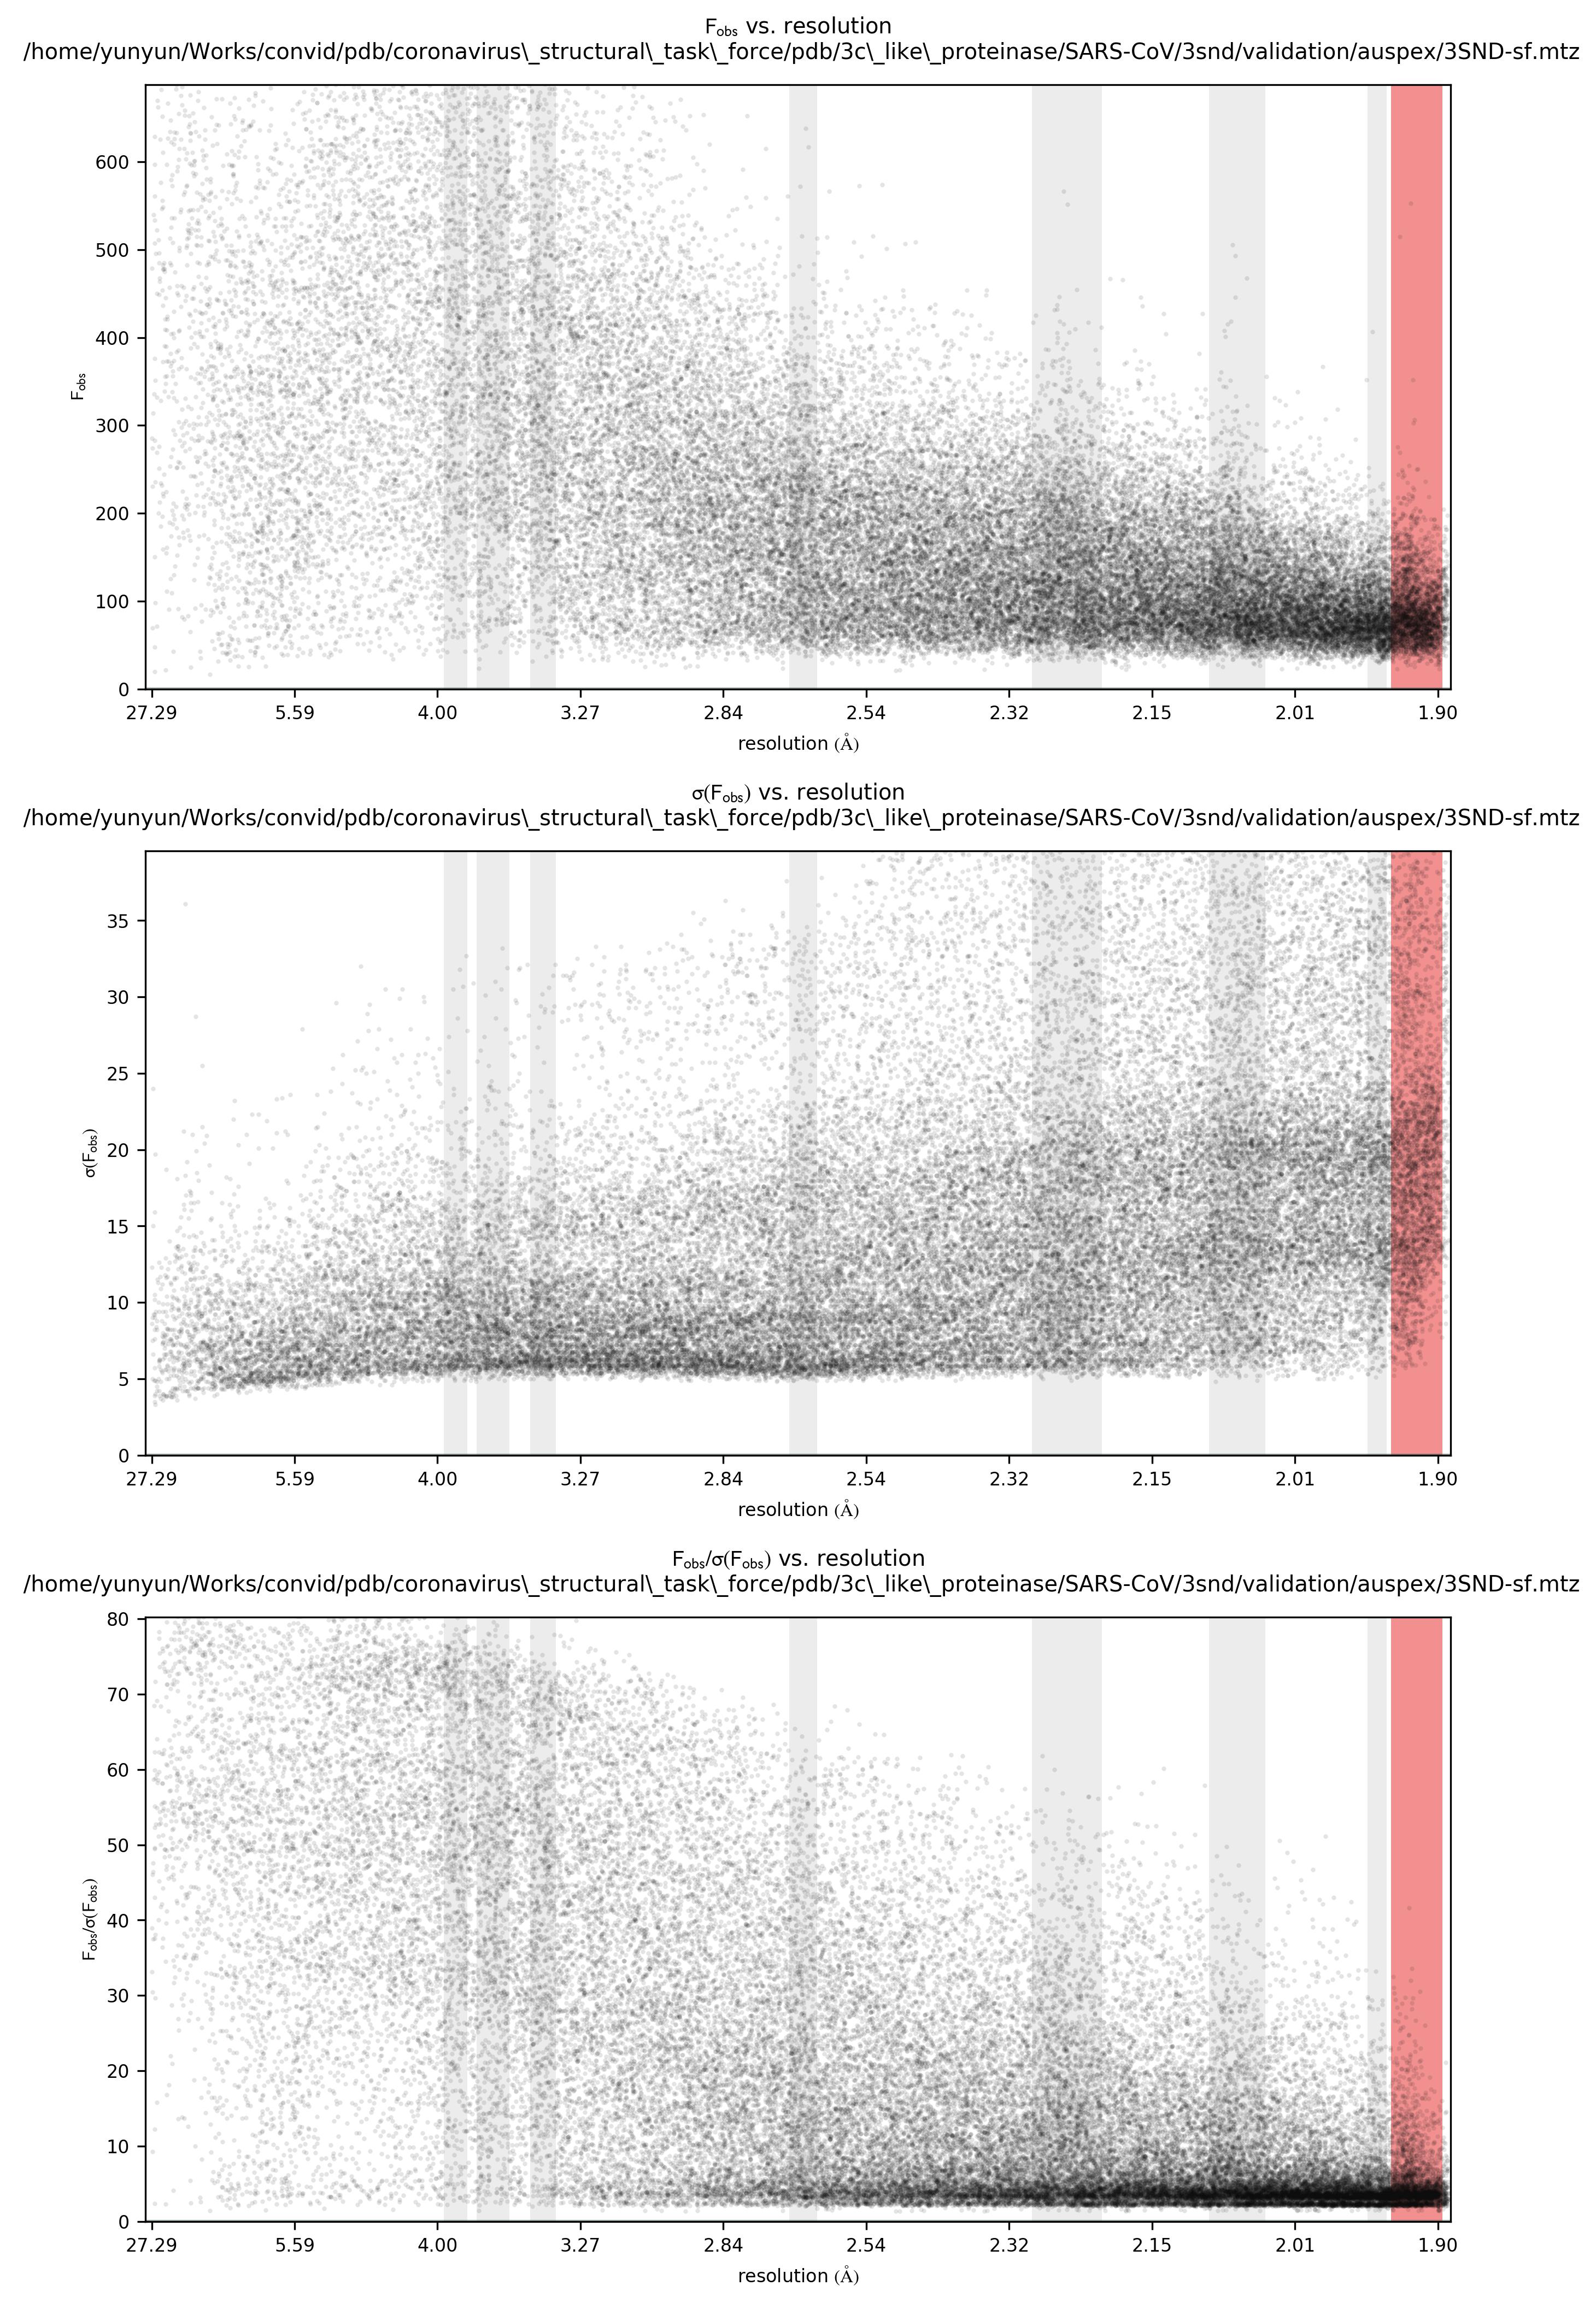 Fobs vs. resolution
/home/yunyun/Works/convid/pdb/coronavirus\_structural\_task\_force/pdb/3c\_like\_proteinase/SARS-CoV/3snd/validation/auspex/3SND-sf.mtz
600
500
400
300
200
100
0
Fobs
27.29 5.59 4.00 3.27 2.84 2.54 2.32 2.15 2.01 1.90
resolution (Å)
σ(Fobs) vs. resolution
/home/yunyun/Works/convid/pdb/coronavirus\_structural\_task\_force/pdb/3c\_like\_proteinase/SARS-CoV/3snd/validation/auspex/3SND-sf.mtz
35
30
25
20
15
10
5
0
σ(Fobs)
27.29 5.59 4.00 3.27 2.84 2.54 2.32 2.15 2.01 1.90
resolution (Å)
Fobs/σ(Fobs) vs. resolution
/home/yunyun/Works/convid/pdb/coronavirus\_structural\_task\_force/pdb/3c\_like\_proteinase/SARS-CoV/3snd/validation/auspex/3SND-sf.mtz
80
70
60
50
40
30
20
10
0
Fobs/σ(Fobs)
27.29 5.59 4.00 3.27 2.84 2.54 2.32 2.15 2.01 1.90
resolution (Å)